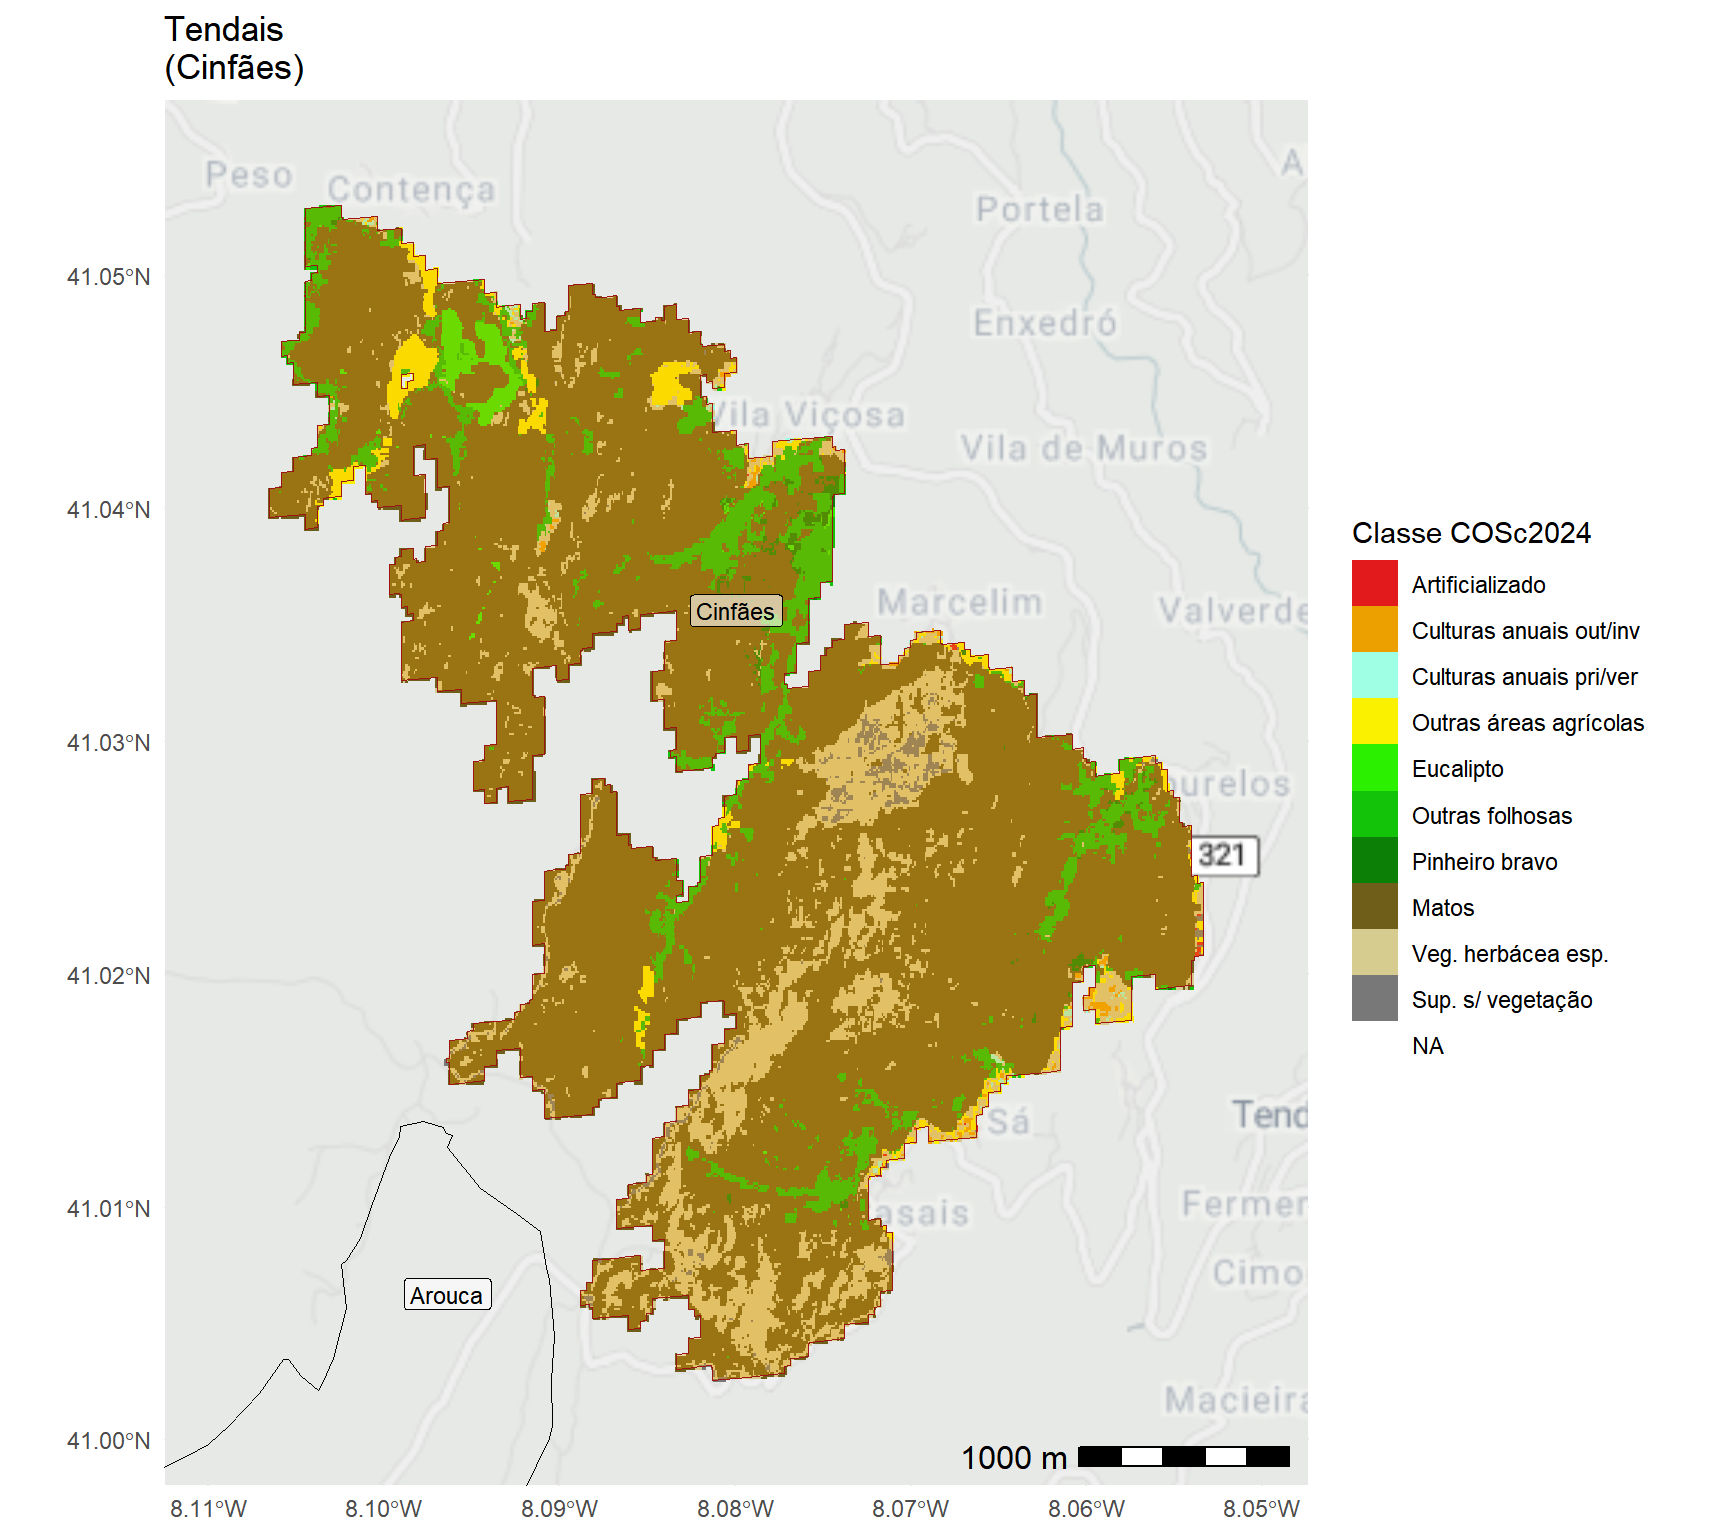 Tendais
(Cinfães)
Peso
Contença
A
Portela
41.05°N
Enxedró
Vila Viçosa
Vila de Muros
41.04°N
Classe COSc2024
Artificializado
Culturas anuais out/inv
Culturas anuais pri/ver
Outras áreas agrícolas
Eucalipto
Outras folhosas
Pinheiro bravo
Matos
Veg. herbácea esp.
Sup. s/ vegetação
NA
Cinfães
Marcelim
Valverde
41.03°N
ourelos
321
41.02°N
Sá
Tend
41.01°N
asais
Fermer
Cimo
Arouca
Macieira
41.00°N
1000 m
8.11°W
8.10°W
8.09°W
8.08°W
8.07°W
8.06°W
8.05°W